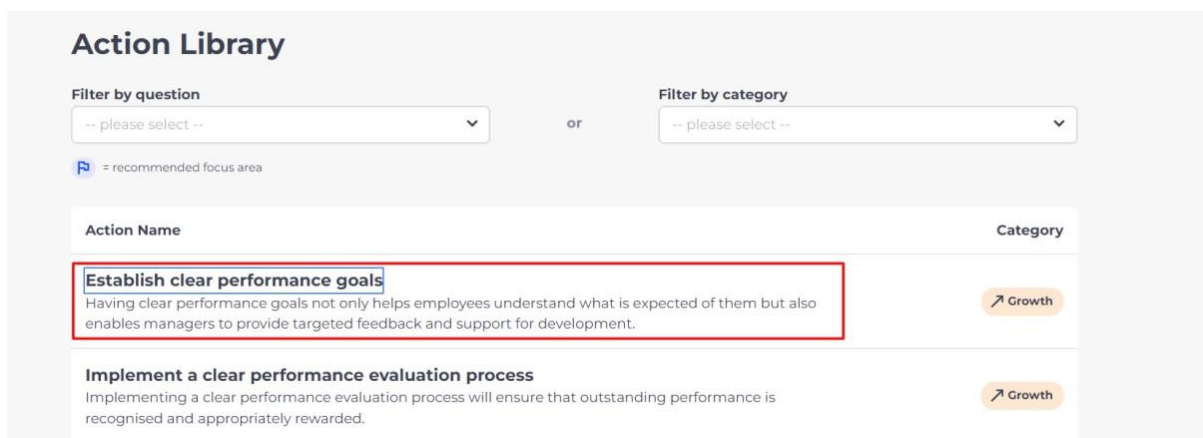 Action Library
Filter by question
Filter by category
-- please select --
or
-- please select --
= recommended focus area
Action Name
Category
Establish clear performance goals
Having clear performance goals not only helps employees understand what is expected of them but also
enables managers to provide targeted feedback and support for development.
Growth
Implement a clear performance evaluation process
Implementing a clear performance evaluation process will ensure that outstanding performance is
recognised and appropriately rewarded.
Growth